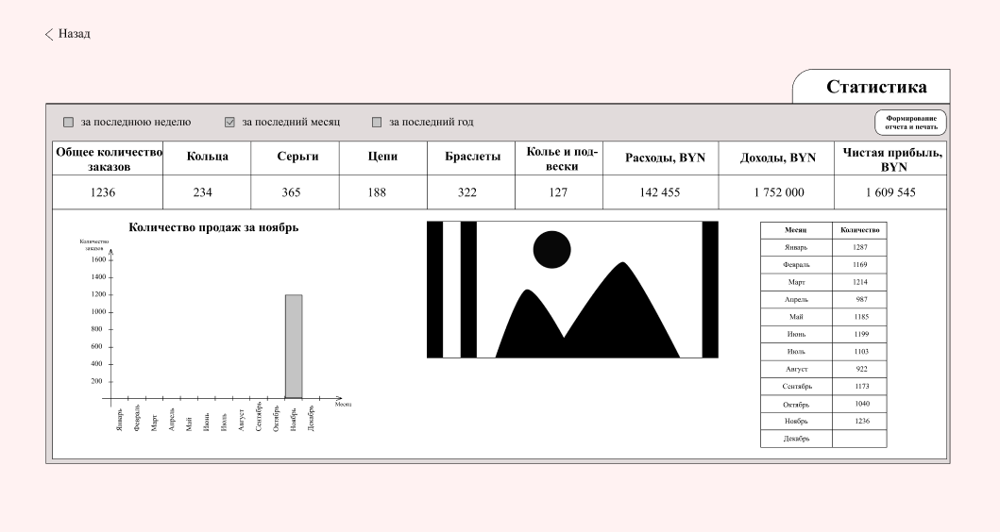 Назад
Статистика
за последнюю неделю
за последний месяц
за последний год
Формирование
отчета и печать
Общее количество
заказов
Кольца
Серьги
Цепи
Браслеты
Колье и под-
вески
Расходы, BYN
Доходы, BYN
Чистая прибыль,
BYN
1236
234
365
188
322
127
142 455
1 752 000
1 609 545
Количество продаж за ноябрь
Количество
заказов
1600
1400
1200
1000
800
600
400
200
Январь
Февраль
Март
Апрель
Май
Июнь
Июль
Август
Сентябрь
Октябрь
Ноябрь
Декабрь
Месяц
Месяц Количество
Январь 1287
Февраль 1169
Март 1214
Апрель 987
Май 1185
Июнь 1199
Июль 1103
Август 922
Сентябрь 1173
Октябрь 1040
Ноябрь 1236
Декабрь